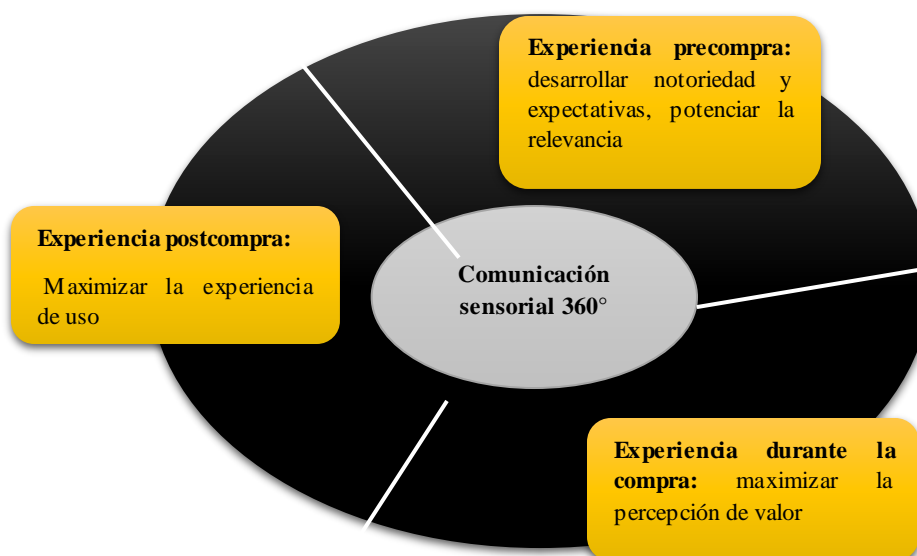 Experiencia precompra:
desarrollar notoriedad y
expectativas, potenciar la
relevancia
Experiencia postcompra:
Maximizar la experiencia
de uso
Comunicación
sensorial 360°
Experiencia durante la
compra: maximizar la
percepción de valor